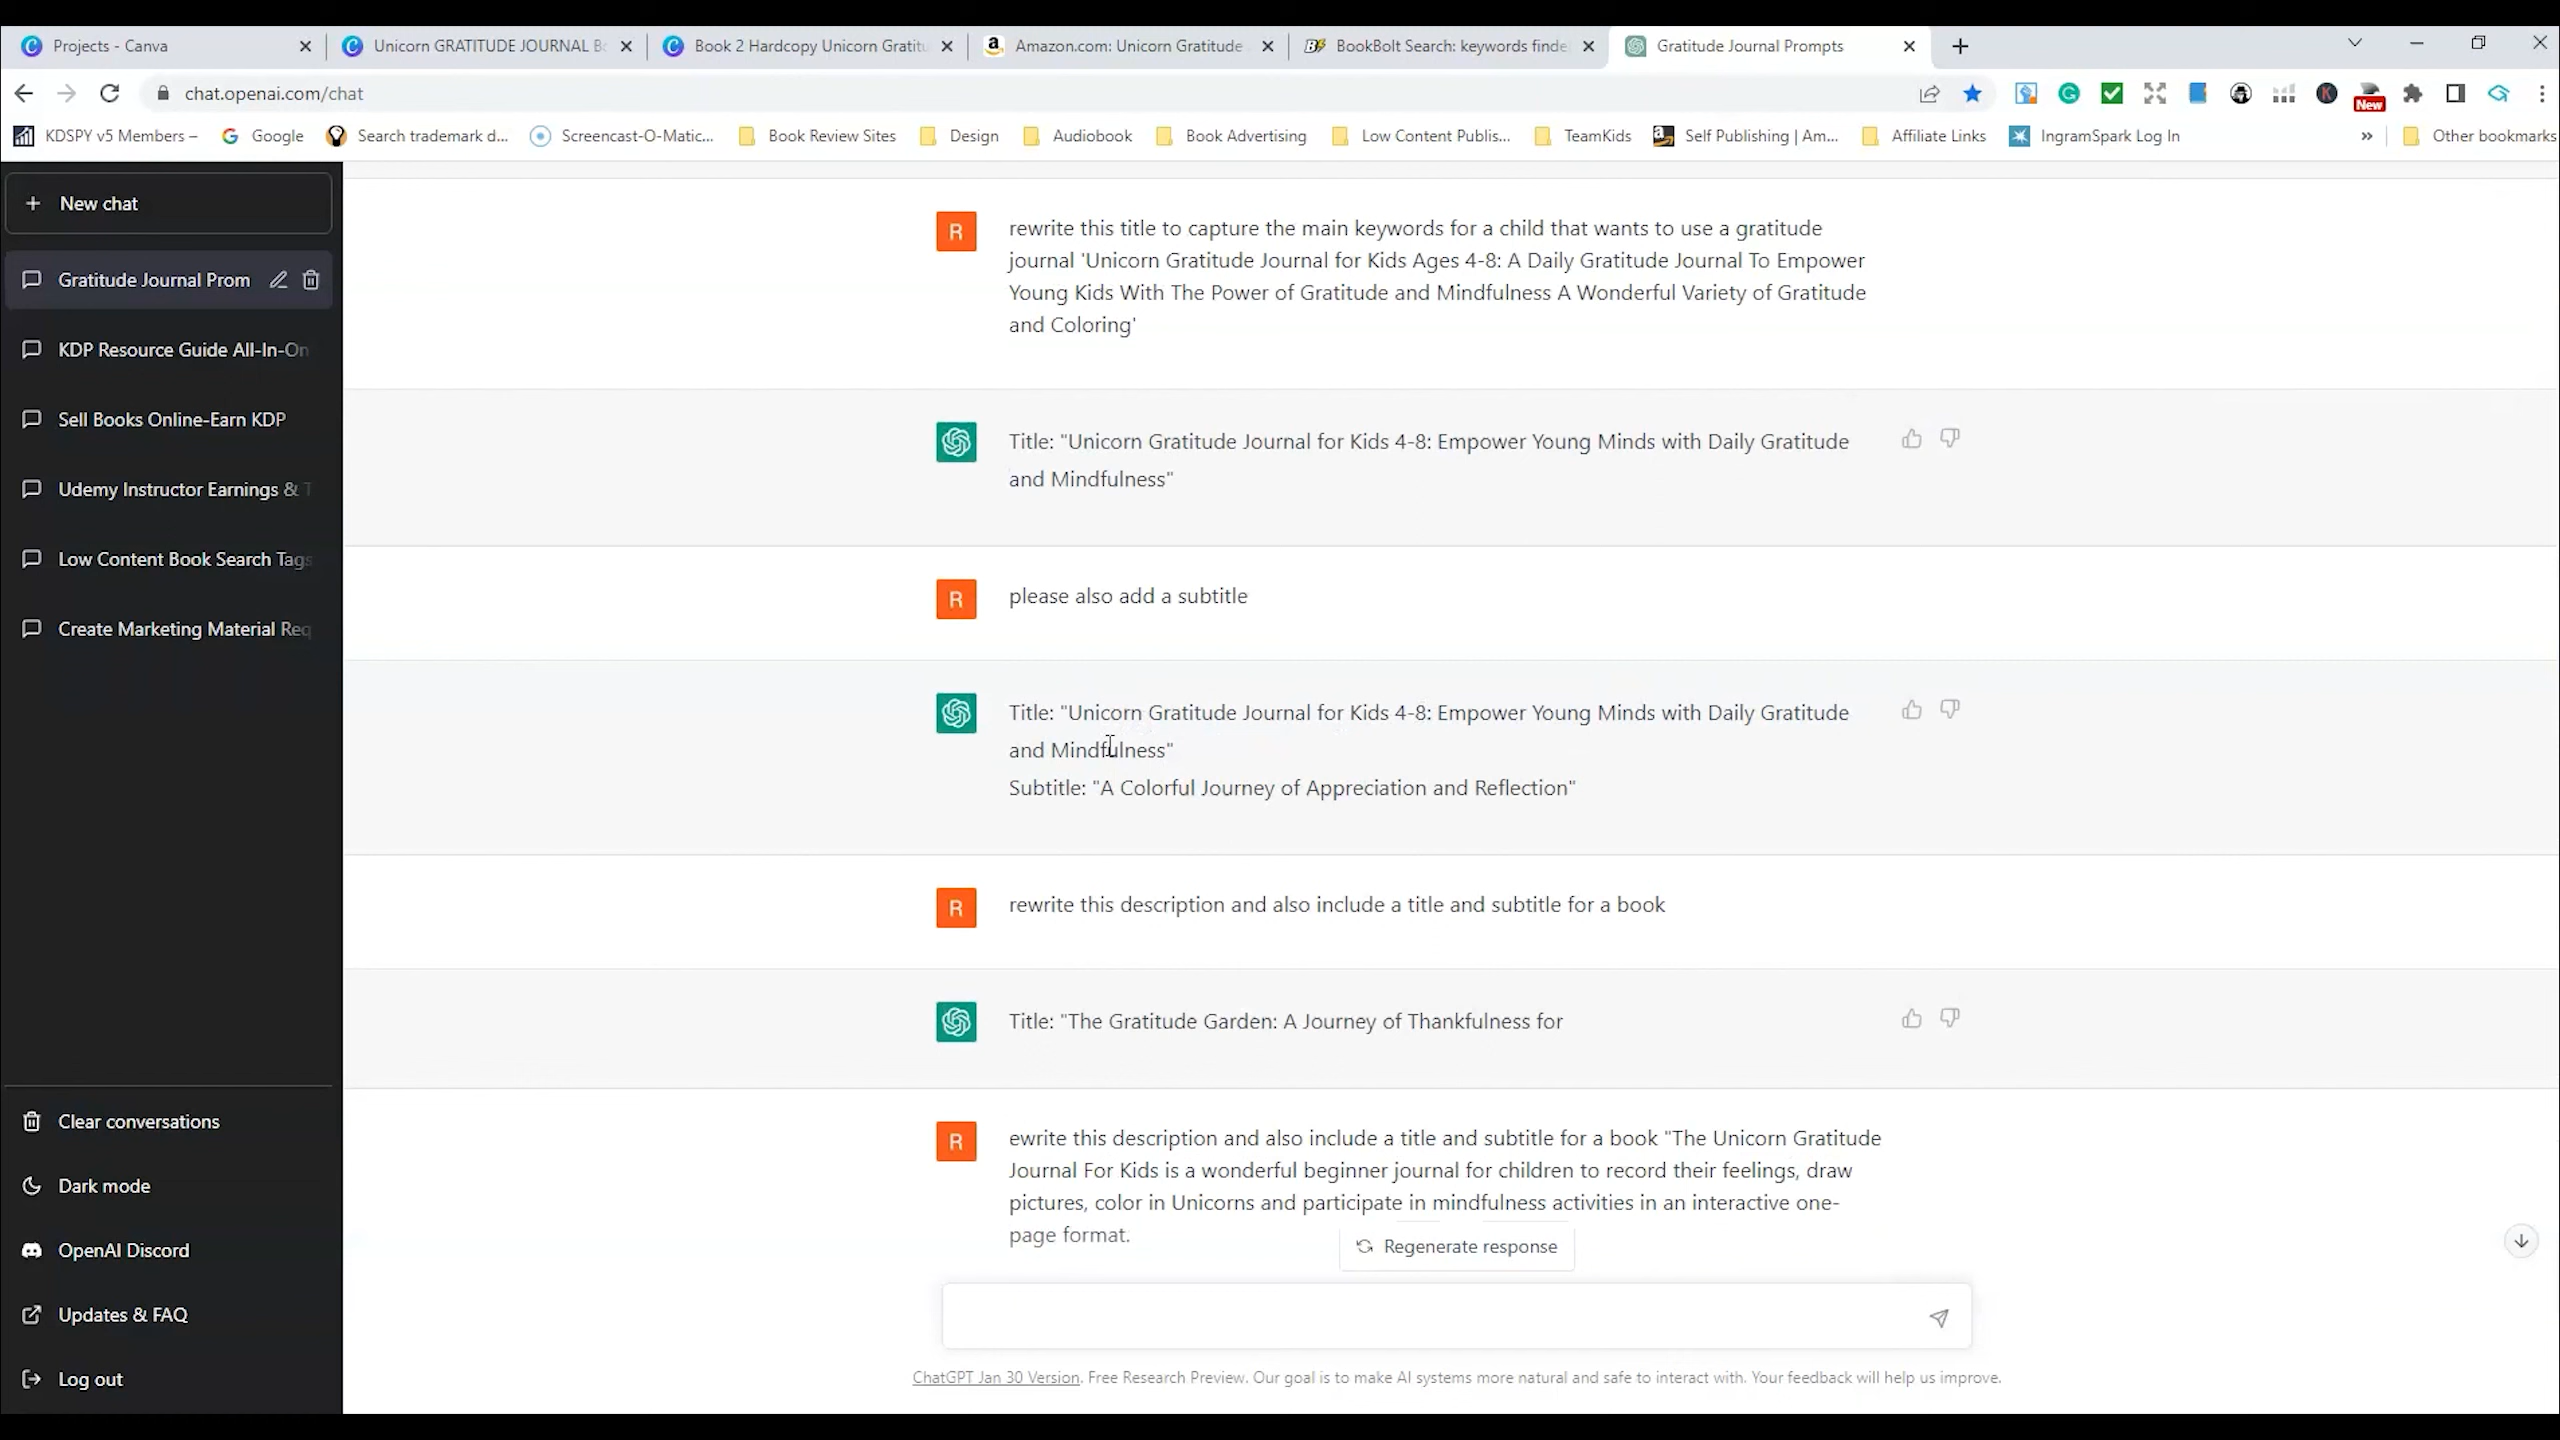 Projects - Canva
Unicorn GRATITUDE JOURNAL B
Book 2 Hardcopy Unicorn Gratitu
Amazon.com: Unicorn Gratitude
BookBolt Search: keywords finde
Gratitude Journal Prompts
chat.openai.com/chat
New
KDSPY v5 Members –
Google
Search trademark d...
Screencast-O-Matic...
Book Review Sites
Design
Audiobook
Book Advertising
Low Content Publis...
TeamKids
Self Publishing | Am...
Affiliate Links
IngramSpark Log In
»
Other bookmarks
New chat
Gratitude Journal Prom
KDP Resource Guide All-In-On
Sell Books Online-Earn KDP
Udemy Instructor Earnings & T
Low Content Book Search Tags
Create Marketing Material Req
Clear conversations
Dark mode
OpenAI Discord
Updates & FAQ
Log out
R
rewrite this title to capture the main keywords for a child that wants to use a gratitude
journal 'Unicorn Gratitude Journal for Kids Ages 4-8: A Daily Gratitude Journal To Empower
Young Kids With The Power of Gratitude and Mindfulness A Wonderful Variety of Gratitude
and Coloring'
Title: "Unicorn Gratitude Journal for Kids 4-8: Empower Young Minds with Daily Gratitude
and Mindfulness"
R
please also add a subtitle
Title: "Unicorn Gratitude Journal for Kids 4-8: Empower Young Minds with Daily Gratitude
and Mindfulness"
Subtitle: "A Colorful Journey of Appreciation and Reflection"
R
rewrite this description and also include a title and subtitle for a book
Title: "The Gratitude Garden: A Journey of Thankfulness for
R
ewrite this description and also include a title and subtitle for a book "The Unicorn Gratitude
Journal For Kids is a wonderful beginner journal for children to record their feelings, draw
pictures, color in Unicorns and participate in mindfulness activities in an interactive one-
page format.
Regenerate response
ChatGPT Jan 30 Version. Free Research Preview. Our goal is to make AI systems more natural and safe to interact with. Your feedback will help us improve.